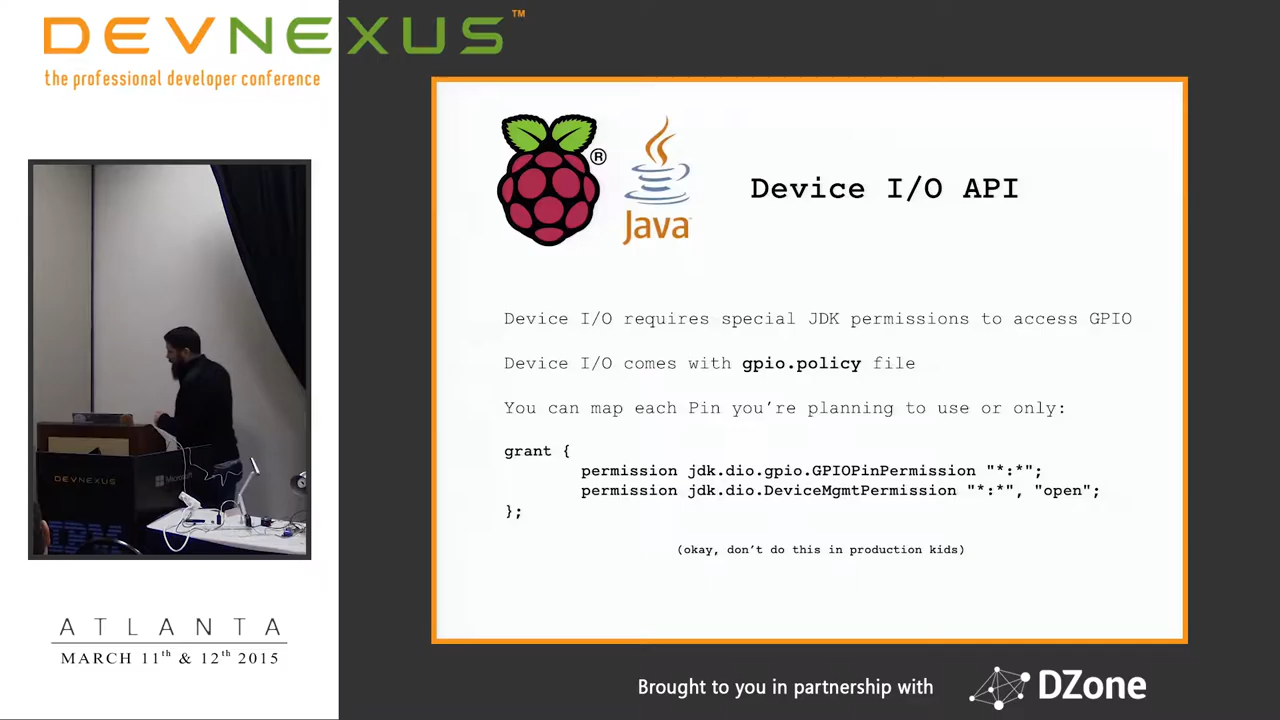 DEVNEXUS™
the professional developer conference
®
Java
Device I/O API
Device I/O requires special JDK permissions to access GPIO
Device I/O comes with gpio.policy file
You can map each Pin you're planning to use or only:
grant {
permission jdk.dio.gpio.GPIOPinPermission "*:*";
permission jdk.dio.DeviceMgmtPermission "*:*", "open";
};
(okay, don't do this in production kids)
DEVNEXUS
Microsoft
IBM
ATLANTA
MARCH 11th & 12th 2015
Brought to you in partnership with
DZone